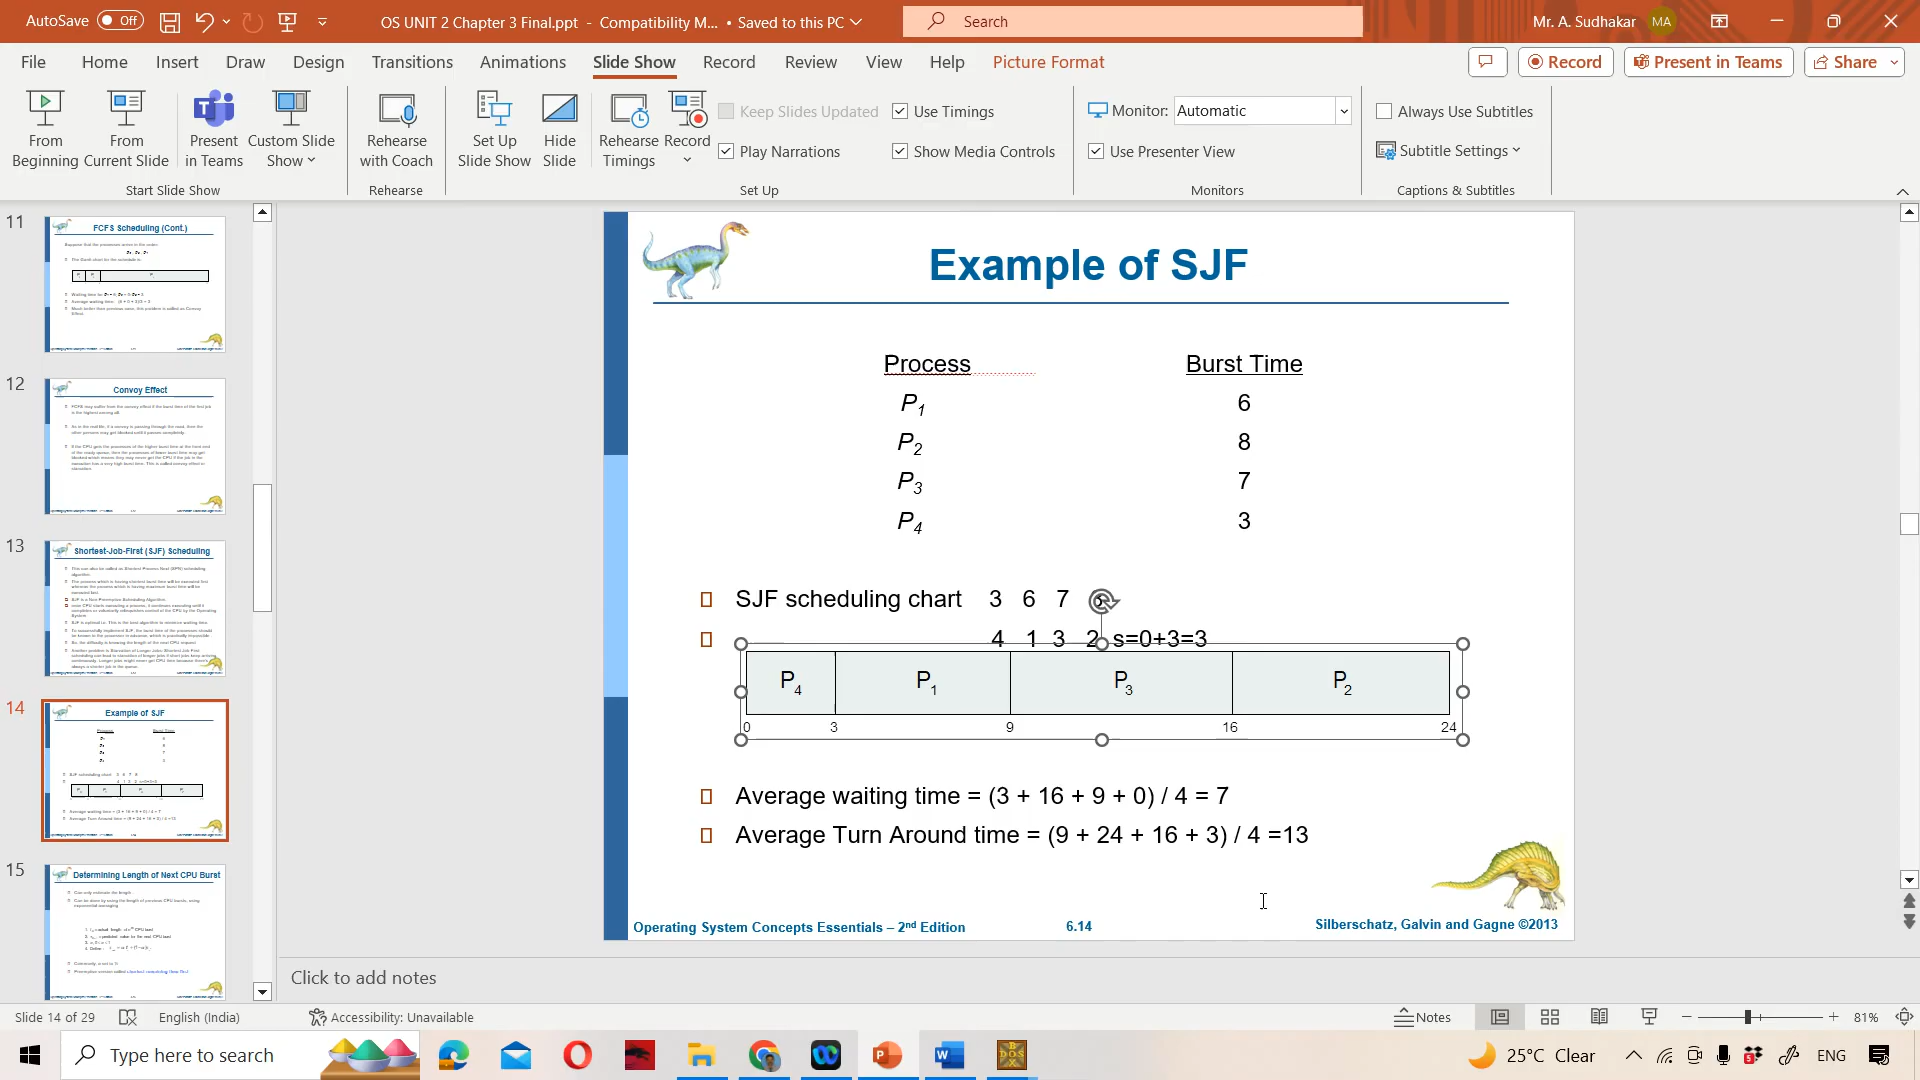 AutoSave Off
OS UNIT 2 Chapter 3 Final.ppt - Compatibility M... • Saved to this PC
Search
Mr. A. Sudhakar MA
File Home Insert Draw Design Transitions Animations Slide Show Record Review View Help Picture Format
Record Present in Teams Share
From Beginning
From Current Slide
Present in Teams
Custom Slide Show
Rehearse with Coach
Set Up Slide Show
Hide Slide
Rehearse Timings
Record
Keep Slides Updated
Use Timings
Play Narrations
Show Media Controls
Monitor: Automatic
Use Presenter View
Always Use Subtitles
Subtitle Settings
Start Slide Show Rehearse Set Up Monitors Captions & Subtitles
11
FCFS Scheduling (Cont.)
12
Convoy Effect
13
Shortest-Job-First (SJF) Scheduling
14
Example of SJF
15
Determining Length of Next CPU Burst
Example of SJF
Process Burst Time
P1 6
P2 8
P3 7
P4 3
SJF scheduling chart 3 6 7
4 1 3 2 s=0+3=3
P4 P1 P3 P2
0 3 9 16 24
Average waiting time = (3 + 16 + 9 + 0) / 4 = 7
Average Turn Around time = (9 + 24 + 16 + 3) / 4 =13
Operating System Concepts Essentials – 2nd Edition 6.14 Silberschatz, Galvin and Gagne ©2013
Click to add notes
Slide 14 of 29 English (India) Accessibility: Unavailable Notes 81%
Type here to search
25°C Clear ENG